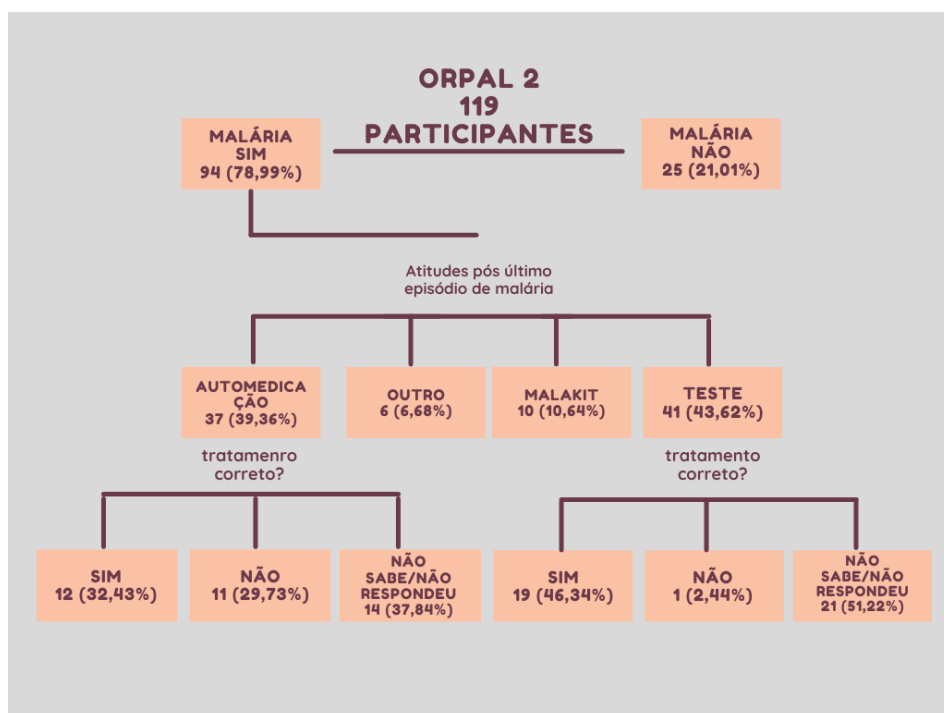 ORPAL 2
119
PARTICIPANTES
MALÁRIA
SIM
94 (78,99%)
MALÁRIA
NÃO
25 (21,01%)
Atitudes pós último
episódio de malária
AUTOMEDICA
ÇÃO
37 (39,36%)
OUTRO
6 (6,68%)
MALAKIT
10 (10,64%)
TESTE
41 (43,62%)
tratamenro
correto?
tratamento
correto?
SIM
12 (32,43%)
NÃO
11 (29,73%)
NÃO
SABE/NÃO
RESPONDEU
14 (37,84%)
SIM
19 (46,34%)
NÃO
1 (2,44%)
NÃO
SABE/NÃO
RESPONDEU
21 (51,22%)